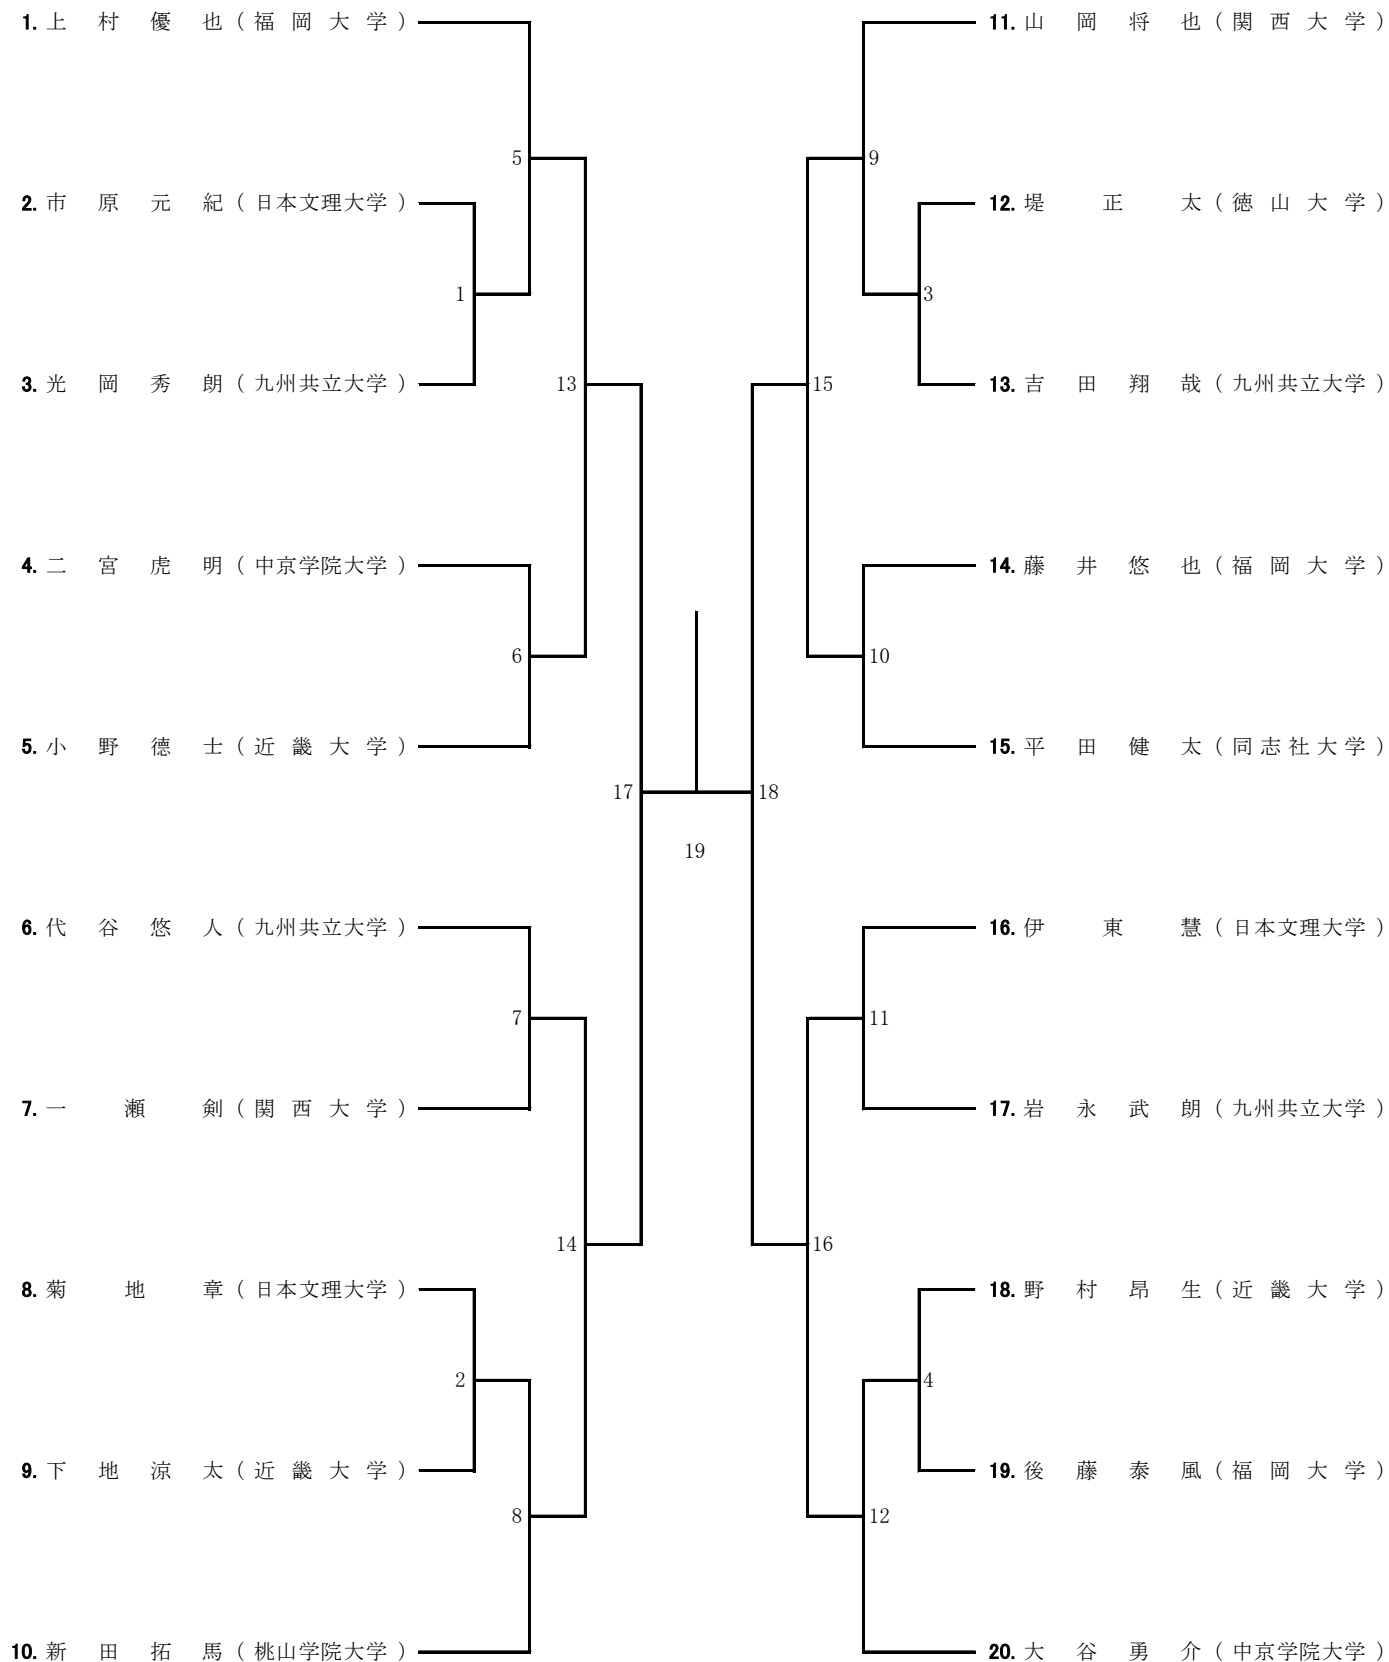 1. 上村優也（福岡大学）
5
2. 市原元紀（日本文理大学）
1
3. 光岡秀朗（九州共立大学）
13
4. 二宮虎明（中京学院大学）
6
5. 小野德士（近畿大学）
17
19
6. 代谷悠人（九州共立大学）
7
7. 一瀬剣（関西大学）
14
8. 菊地章（日本文理大学）
2
9. 下地涼太（近畿大学）
8
10. 新田拓馬（桃山学院大学）
11. 山岡将也（関西大学）
9
12. 堤正太（徳山大学）
3
13. 吉田翔哉（九州共立大学）
15
14. 藤井悠也（福岡大学）
10
15. 平田健太（同志社大学）
18
16. 伊東慧（日本文理大学）
11
17. 岩永武朗（九州共立大学）
16
18. 野村昂生（近畿大学）
4
19. 後藤泰風（福岡大学）
12
20. 大谷勇介（中京学院大学）